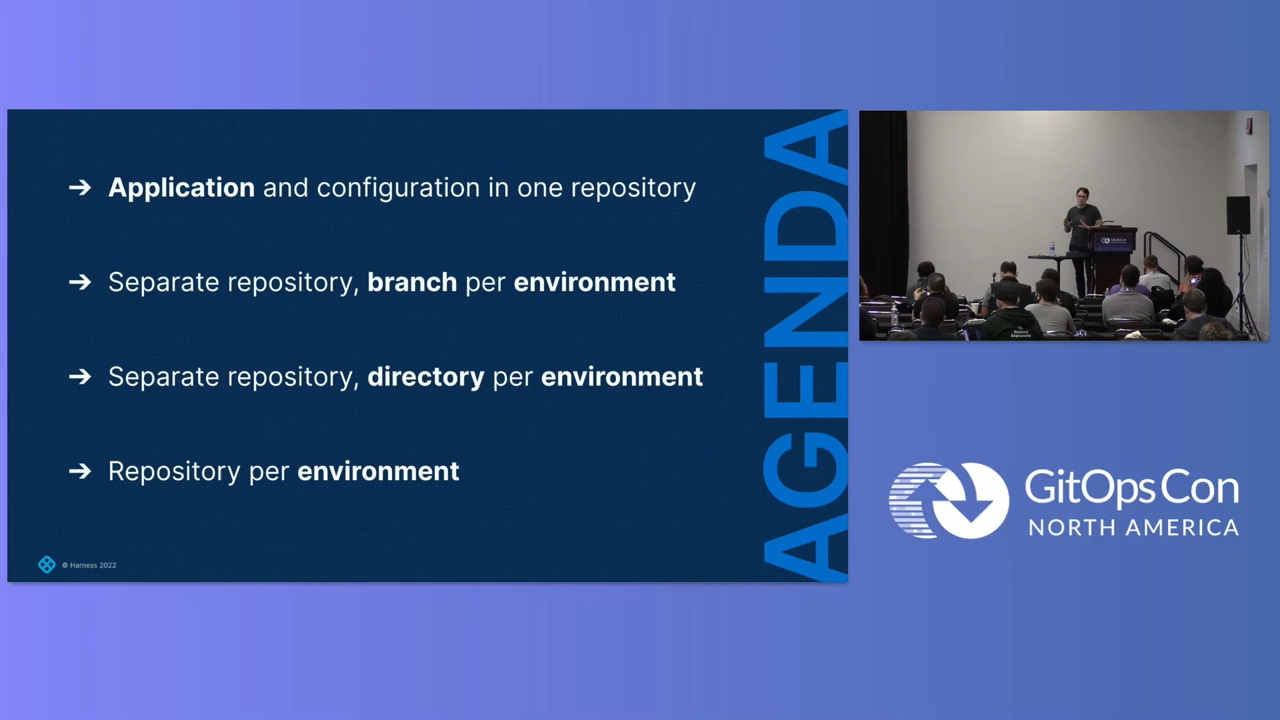 ➔ Application and configuration in one repository
➔ Separate repository, branch per environment
➔ Separate repository, directory per environment
➔ Repository per environment
AGENDA
© Harness 2022
GitOpsCon
GitOpsCon
NORTH AMERICA